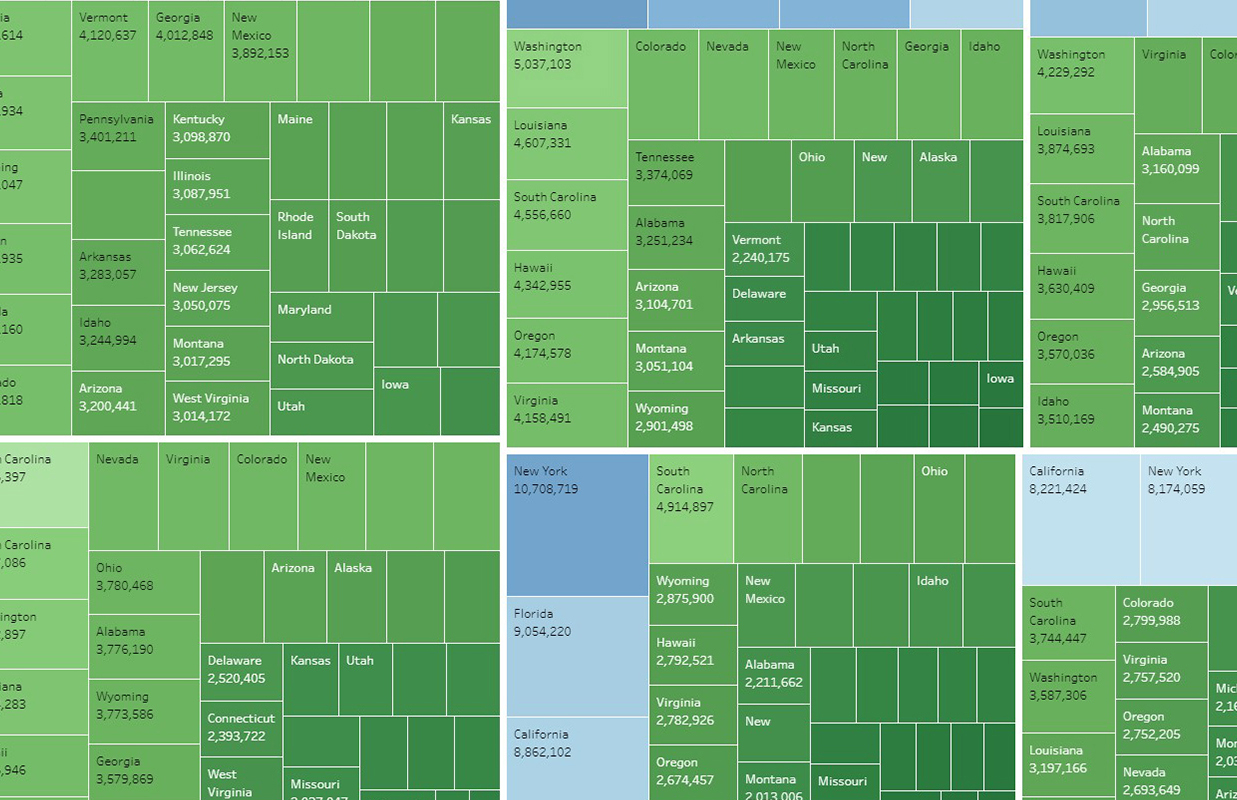 614
Vermont
4,120,637
Georgia
4,012,848
New
Mexico
3,892,153
934
047
935
160
818
Pennsylvania
3,401,211
Arkansas
3,283,057
Idaho
3,244,994
Arizona
3,200,441
Kentucky
3,098,870
Illinois
3,087,951
Tennessee
3,062,624
New Jersey
3,050,075
Montana
3,017,295
West Virginia
3,014,172
Maine
Kansas
Rhode
Island
South
Dakota
Maryland
North Dakota
Utah
Iowa
Washington
5,037,103
Louisiana
4,607,331
South Carolina
4,556,660
Hawaii
4,342,955
Oregon
4,174,578
Virginia
4,158,491
Colorado
Nevada
New
Mexico
North
Carolina
Georgia
Idaho
Tennessee
3,374,069
Alabama
3,251,234
Arizona
3,104,701
Montana
3,051,104
Wyoming
2,901,498
Ohio
New
Alaska
Vermont
2,240,175
Delaware
Arkansas
Utah
Missouri
Kansas
Iowa
Washington
4,229,292
Louisiana
3,874,693
South Carolina
3,817,906
Hawaii
3,630,409
Oregon
3,570,036
Idaho
3,510,169
Virginia
Alabama
3,160,099
North
Carolina
Georgia
2,956,513
Arizona
2,584,905
Montana
2,490,275
Carolina
,397
Carolina
,086
ington
,897
iana
,283
,946
Nevada
Virginia
Colorado
New
Mexico
Ohio
3,780,468
Alabama
3,776,190
Wyoming
3,773,586
Georgia
3,579,869
Arizona
Alaska
Delaware
2,520,405
Connecticut
2,393,722
West
Virginia
Kansas
Utah
Missouri
New York
10,708,719
Florida
9,054,220
California
8,862,102
South
Carolina
4,914,897
North
Carolina
Ohio
Wyoming
2,875,900
Hawaii
2,792,521
Virginia
2,782,926
Oregon
2,674,457
New
Mexico
Idaho
Alabama
2,211,662
New
Montana
2,013,006
Missouri
California
8,221,424
New York
8,174,059
South
Carolina
3,744,447
Washington
3,587,306
Louisiana
3,197,166
Colorado
2,799,988
Virginia
2,757,520
Oregon
2,752,205
Nevada
2,693,649